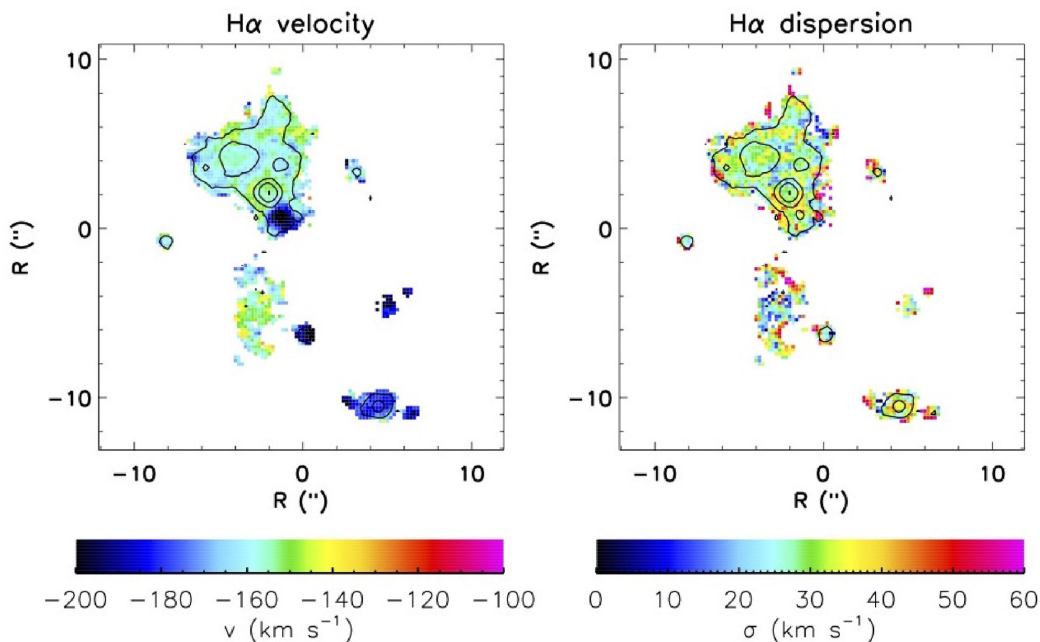 Hα velocity
10
0
−10
R (")
−10 0 10
R (")
−200 −180 −160 −140 −120 −100
v (km s⁻¹)
Hα dispersion
10
0
−10
R (")
−10 0 10
R (")
0 10 20 30 40 50 60
σ (km s⁻¹)